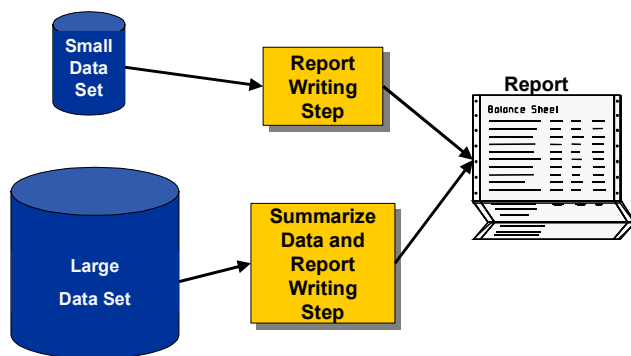 Small
Data
Set
Report
Writing
Step
Report
Balance Sheet
Large
Data Set
Summarize
Data and
Report
Writing
Step